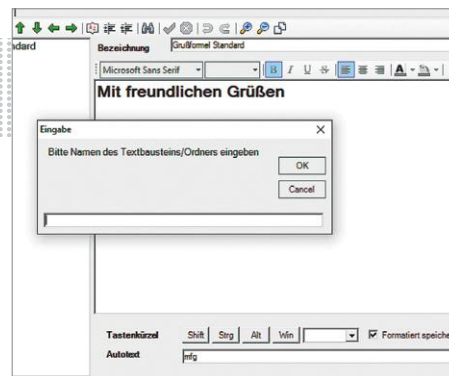 ndard
Bezeichnung Grußformel Standard
Microsoft Sans Serif B I U S A
Mit freundlichen Grüßen
Eingabe
Bitte Namen des Textbausteins/Ordners eingeben
OK
Cancel
Tastenkürzel Shift Strg Alt Win Formatiert speiche
Autotext mfg